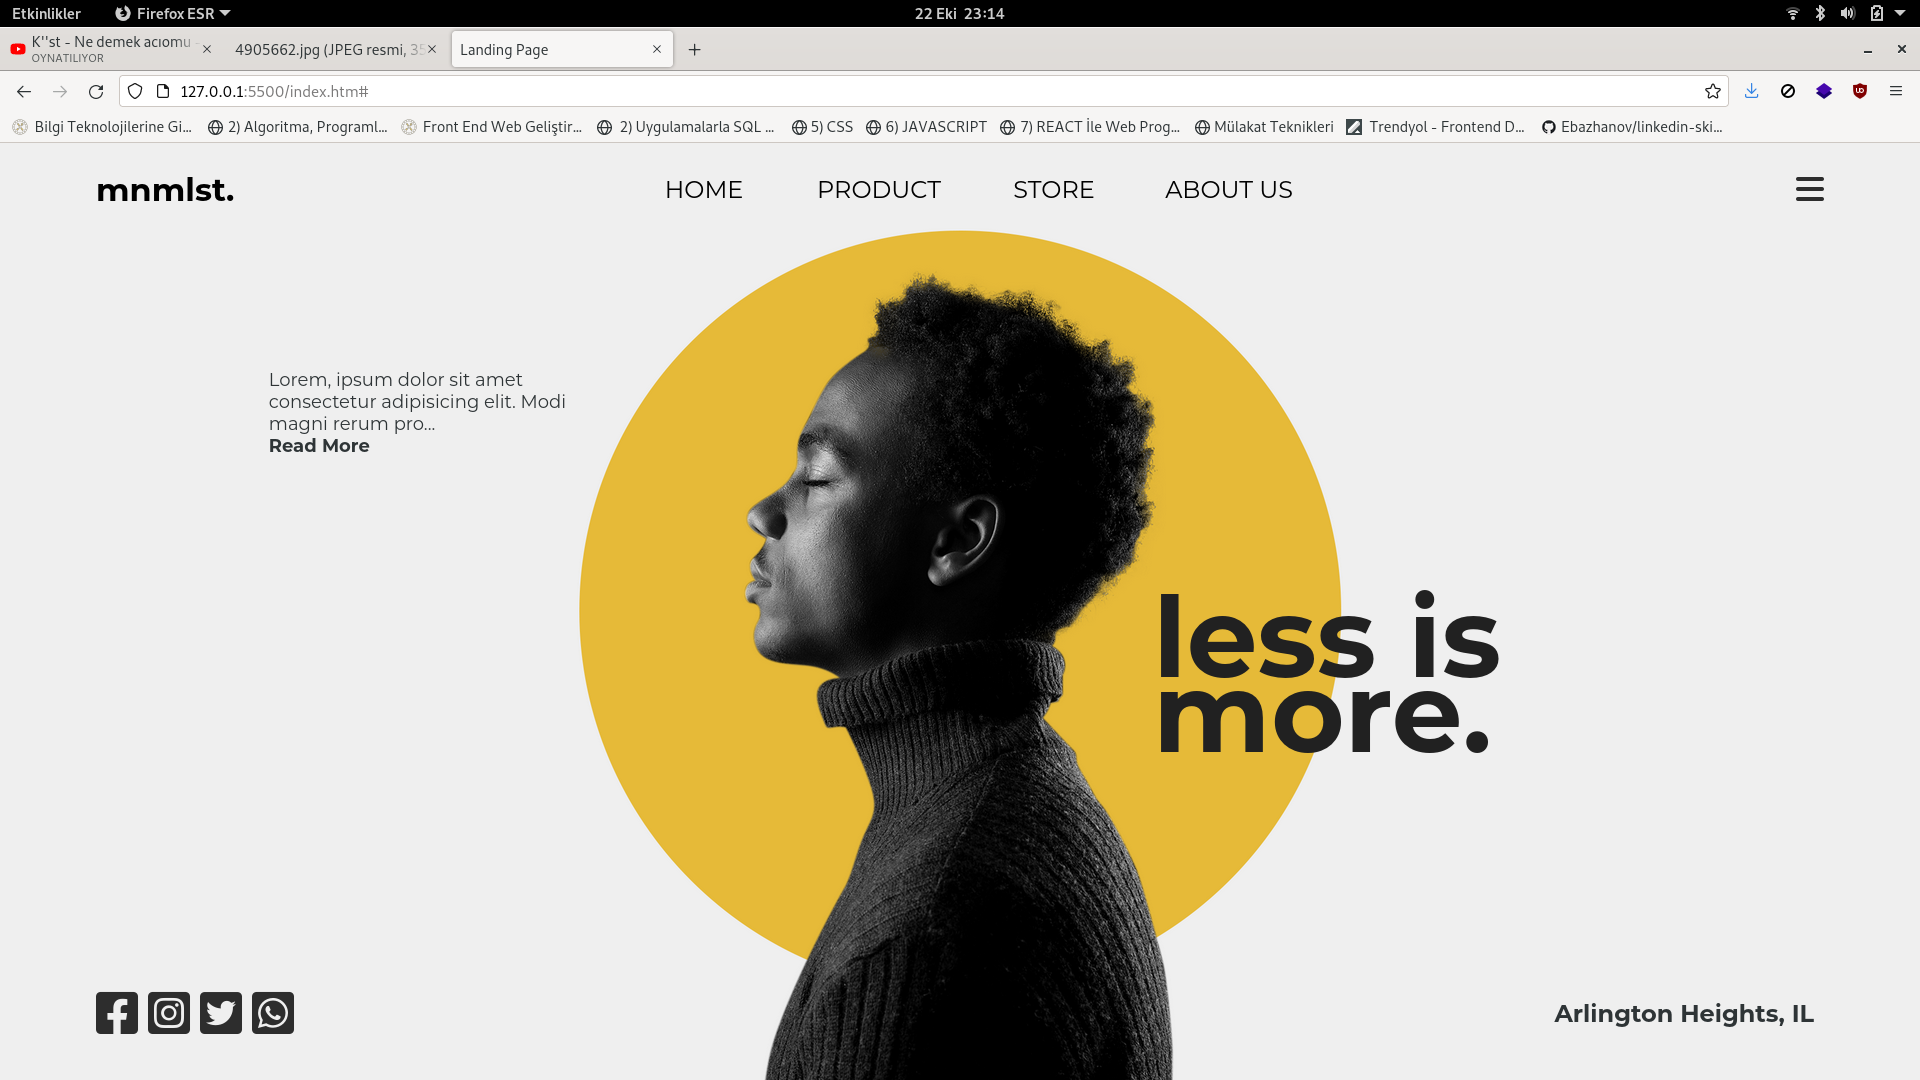 Etkinlikler Firefox ESR 22 Eki 23:14
K''st - Ne demek acıomu
OYNATILIYOR
4905662.jpg (JPEG resmi, 35
Landing Page
127.0.0.1:5500/index.htm#
Bilgi Teknolojilerine Gi... 2) Algoritma, Programl... Front End Web Geliştir... 2) Uygulamalarla SQL ... 5) CSS 6) JAVASCRIPT 7) REACT İle Web Prog... Mülakat Teknikleri Trendyol - Frontend D... Ebazhanov/linkedin-ski...
mnmlst. HOME PRODUCT STORE ABOUT US
Lorem, ipsum dolor sit amet
consectetur adipisicing elit. Modi
magni rerum pro...
Read More
less is
more.
Arlington Heights, IL